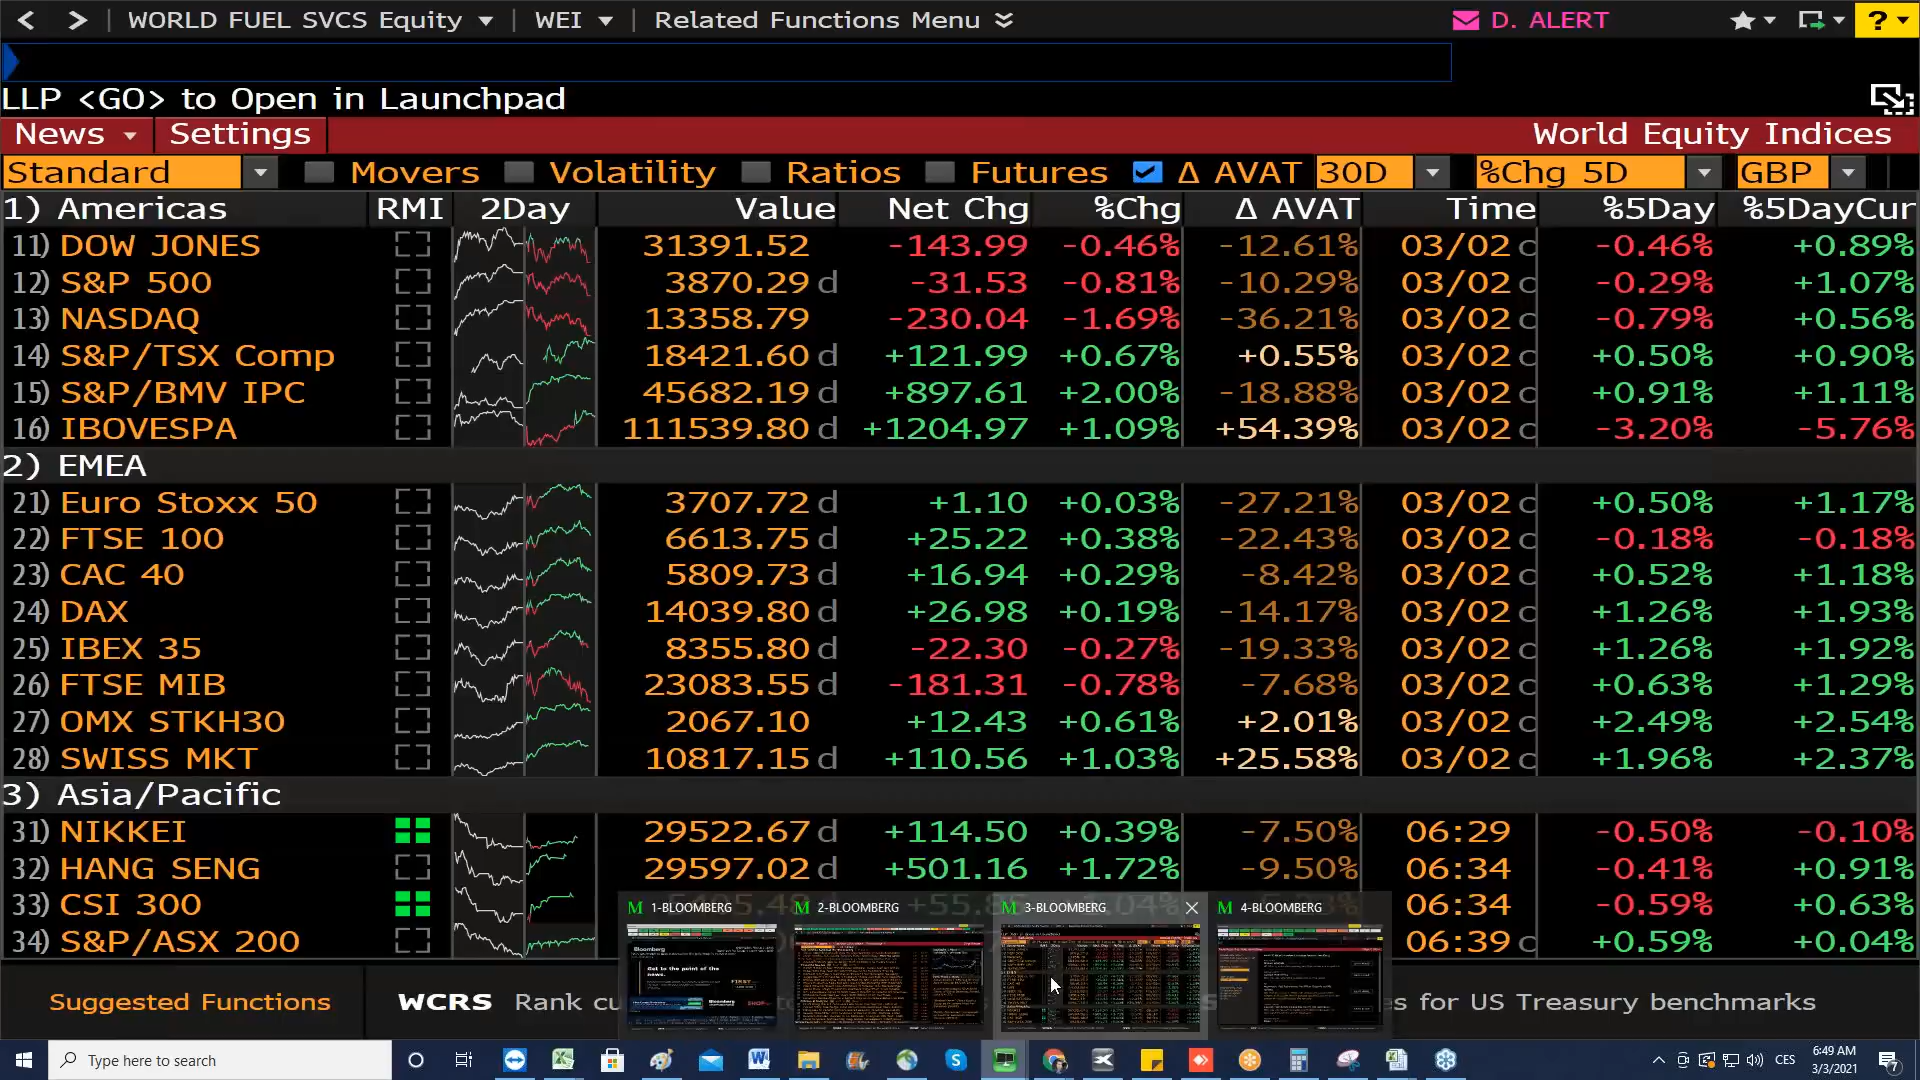 WORLD FUEL SVCS Equity WEI Related Functions Menu D. ALERT ?
LLP <GO> to Open in Launchpad
News Settings World Equity Indices
Standard Movers Volatility Ratios Futures Δ AVAT 30D %Chg 5D GBP
1) Americas RMI 2Day Value Net Chg %Chg Δ AVAT Time %5Day %5DayCur
11) DOW JONES 31391.52 -143.99 -0.46% -12.61% 03/02 c -0.46% +0.89%
12) S&P 500 3870.29 d -31.53 -0.81% -10.29% 03/02 c -0.29% +1.07%
13) NASDAQ 13358.79 -230.04 -1.69% -36.21% 03/02 c -0.79% +0.56%
14) S&P/TSX Comp 18421.60 d +121.99 +0.67% +0.55% 03/02 c +0.50% +0.90%
15) S&P/BMV IPC 45682.19 d +897.61 +2.00% -18.88% 03/02 c +0.91% +1.11%
16) IBOVESPA 111539.80 d +1204.97 +1.09% +54.39% 03/02 c -3.20% -5.76%
2) EMEA
21) Euro Stoxx 50 3707.72 d +1.10 +0.03% -27.21% 03/02 c +0.50% +1.17%
22) FTSE 100 6613.75 d +25.22 +0.38% -22.43% 03/02 c -0.18% -0.18%
23) CAC 40 5809.73 d +16.94 +0.29% -8.42% 03/02 c +0.52% +1.18%
24) DAX 14039.80 d +26.98 +0.19% -14.17% 03/02 c +1.26% +1.93%
25) IBEX 35 8355.80 d -22.30 -0.27% -19.33% 03/02 c +1.26% +1.92%
26) FTSE MIB 23083.55 d -181.31 -0.78% -7.68% 03/02 c +0.63% +1.29%
27) OMX STKH30 2067.10 +12.43 +0.61% +2.01% 03/02 c +2.49% +2.54%
28) SWISS MKT 10817.15 d +110.56 +1.03% +25.58% 03/02 c +1.96% +2.37%
3) Asia/Pacific
31) NIKKEI 29522.67 d +114.50 +0.39% -7.50% 06:29 -0.50% -0.10%
32) HANG SENG 29597.02 d +501.16 +1.72% -9.50% 06:34 -0.41% +0.91%
33) CSI 300 06:34 -0.59% +0.63%
1-BLOOMBERG 2-BLOOMBERG 3-BLOOMBERG 4-BLOOMBERG
34) S&P/ASX 200 06:39 c +0.59% +0.04%
Suggested Functions WCRS Rank cu s for US Treasury benchmarks
Type here to search CES 6:49 AM
3/3/2021